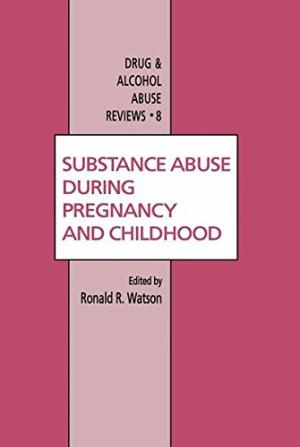 DRUG &
ALCOHOL
ABUSE
REVIEWS • 8
SUBSTANCE ABUSE
DURING
PREGNANCY
AND CHILDHOOD
Edited by
Ronald R. Watson